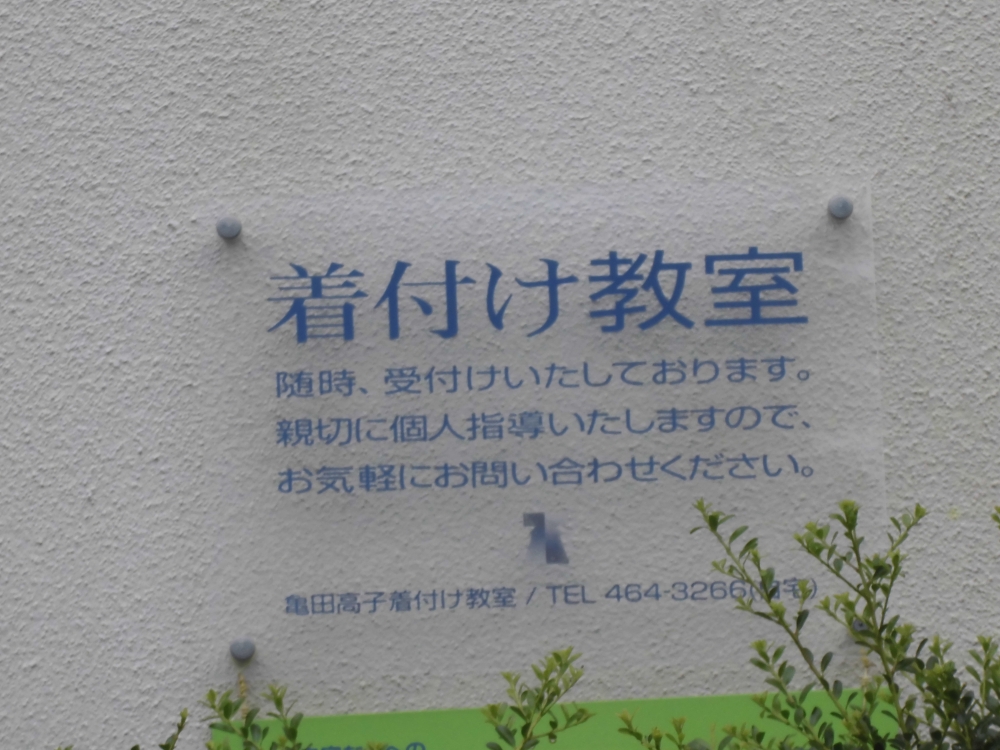 着付け教室
随時、受付けいたしております。
親切に個人指導いたしますので、
お気軽にお問い合わせください。
亀田高子着付け教室 / TEL 464-3266(自宅)